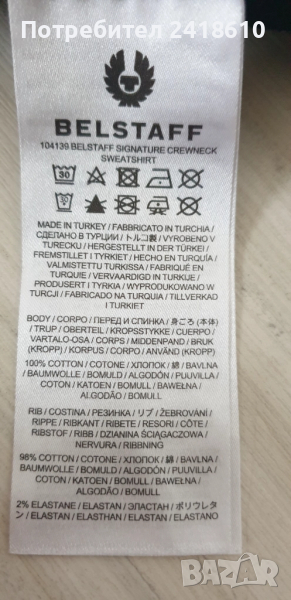 Потребител 2418610
BELSTAFF
104139 BELSTAFF SIGNATURE CREWNECK
SWEATSHIRT
30
30
MADE IN TURKEY / FABBRICATO IN TURCHIA /
СДЕЛАНО В ТУРЦИИ / トルコ製 / VYROBENO V
TURECKU / HERGESTELLT IN DER TÜRKEI /
FREMSTILLET I TYRKIET / HECHO EN TURQUÍA /
VALMISTETTU TURKISSA / FABRIQUÉ EN
TURQUIE / VERVAARDIGD IN TURKIJE /
PRODUSERT I TYRKIA / WYPRODUKOWANO W
TURCJI / FABRICADO NA TURQUIA / TILLVERKAD
I TURKIET
BODY / CORPO / ПЕРЕД И СПИНКА / 身ごろ (本体)
/ TRUP / OBERTEIL / KROPSSTYKKE / CUERPO /
VARTALO-OSA / CORPS / MIDDENPAND / BRUK
(KROPP) / KORPUS / CORPO / ANVÄND (KROPP)
100% COTTON / COTONE / ХЛОПОК / 綿 / BAVLNA
/ BAUMWOLLE / BOMULD / ALGODÓN / PUUVILLA /
COTON / KATOEN / BOMULL / BAWEŁNA /
ALGODÃO / BOMULL
RIB / COSTINA / РЕЗИНКА / リブ / ŽEBROVÁNÍ /
RIPPE / RIBKANT / RIBETE / RESORI / CÔTE /
RIBSTOF / RIBB / DZIANINA ŚCIĄGACZOWA /
NERVURA / RIBBNING
98% COTTON / COTONE / ХЛОПОК / 綿 / BAVLNA /
BAUMWOLLE / BOMULD / ALGODÓN / PUUVILLA /
COTON / KATOEN / BOMULL / BAWEŁNA /
ALGODÃO / BOMULL
2% ELASTANE / ELASTAN / ЭЛАСТАН / ポリウレタ
ン / ELASTAN / ELASTHAN / ELASTAN / ELASTANO
БАЗАР